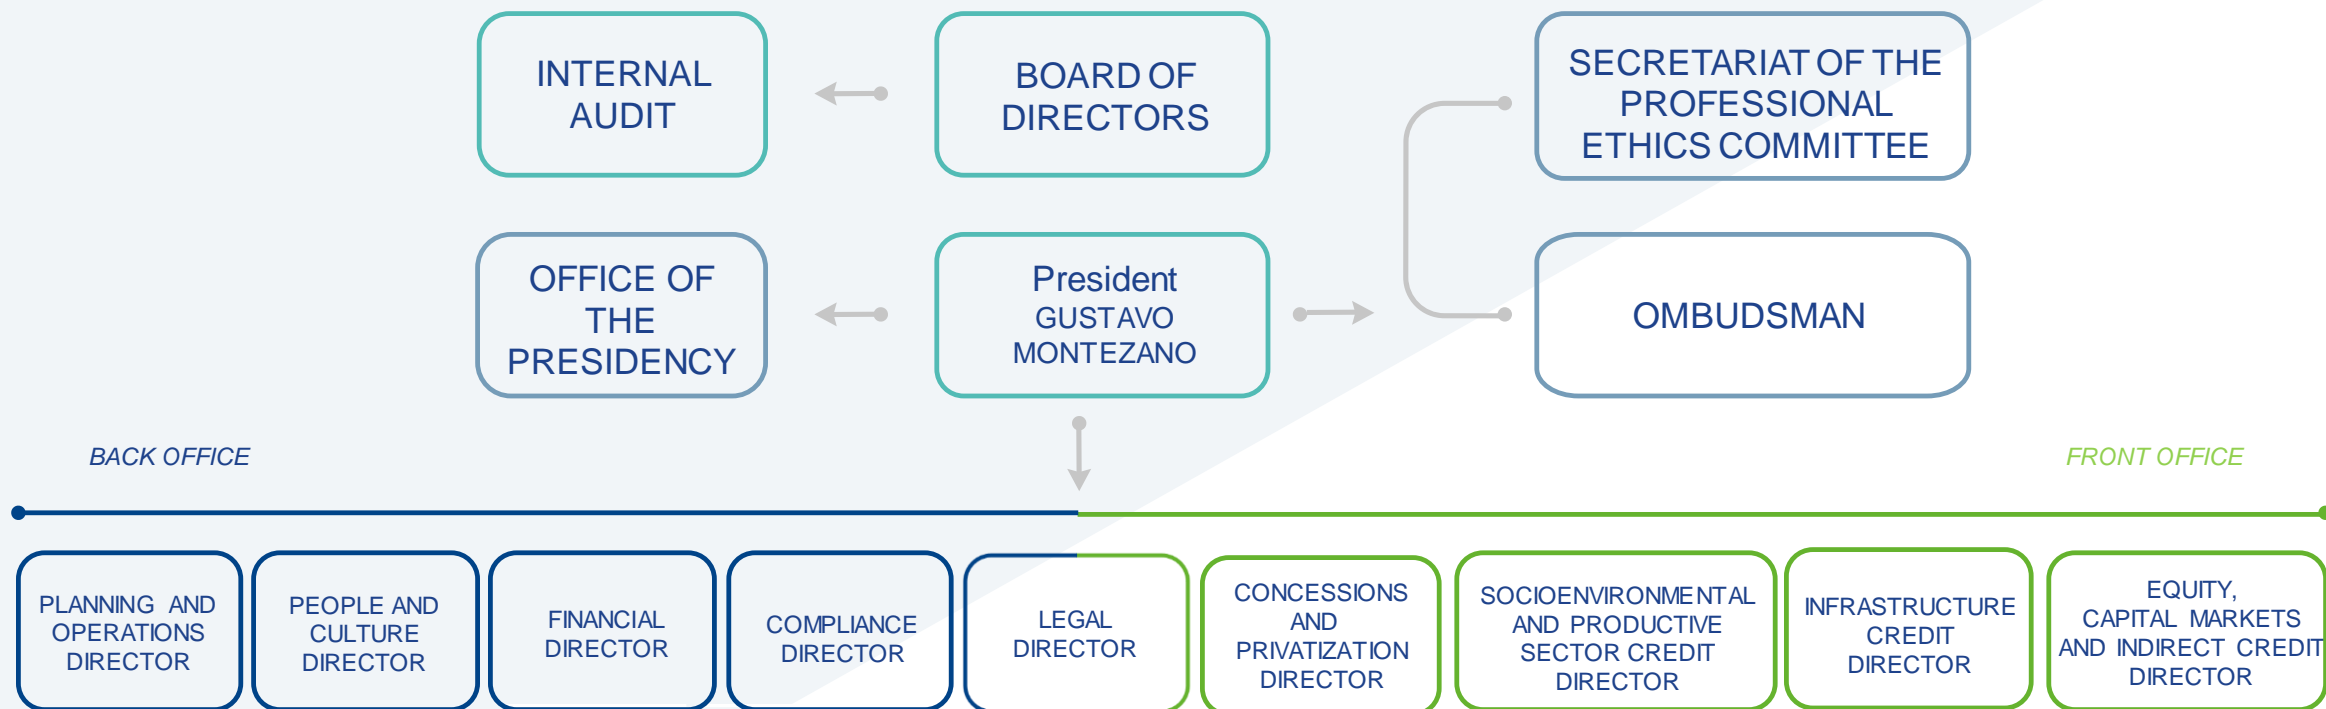 INTERNAL
AUDIT
BOARD OF
DIRECTORS
SECRETARIAT OF THE
PROFESSIONAL
ETHICS COMMITTEE
OFFICE OF
THE
PRESIDENCY
President
GUSTAVO
MONTEZANO
OMBUDSMAN
BACK OFFICE
FRONT OFFICE
PLANNING AND
OPERATIONS
DIRECTOR
PEOPLE AND
CULTURE
DIRECTOR
FINANCIAL
DIRECTOR
COMPLIANCE
DIRECTOR
LEGAL
DIRECTOR
CONCESSIONS
AND
PRIVATIZATION
DIRECTOR
SOCIOENVIRONMENTAL
AND PRODUCTIVE
SECTOR CREDIT
DIRECTOR
INFRASTRUCTURE
CREDIT
DIRECTOR
EQUITY,
CAPITAL MARKETS
AND INDIRECT CREDIT
DIRECTOR